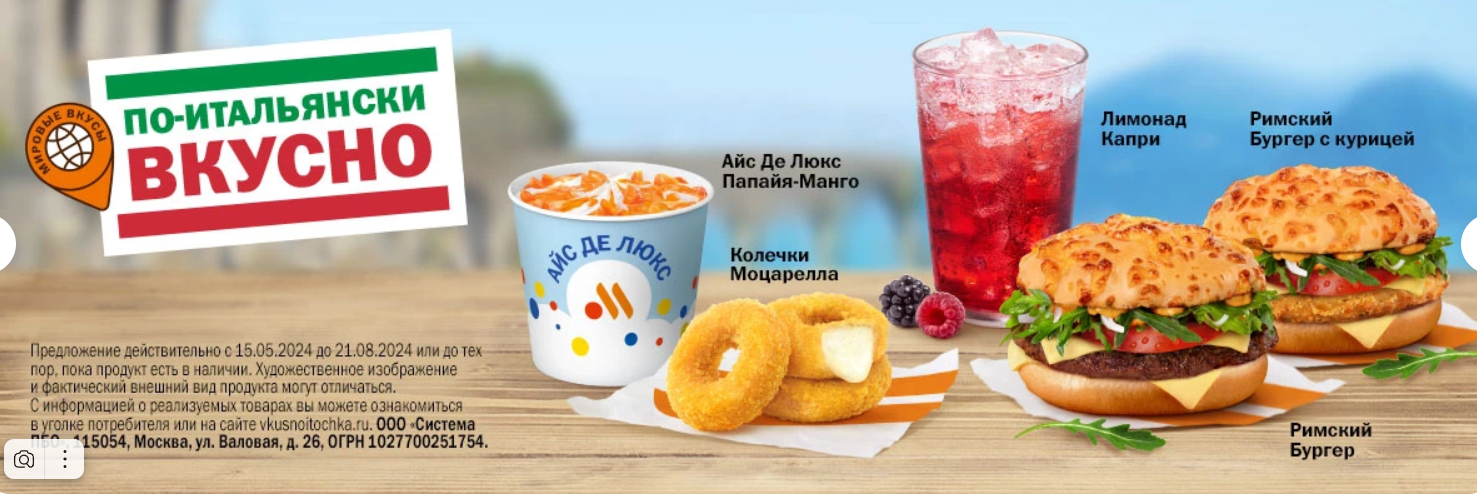 МИРОВЫЕ ВКУСЫ
ПО-ИТАЛЬЯНСКИ
ВКУСНО
Айс Де Люкс
Папайя-Манго
АЙС ДЕ ЛЮКС
Колечки
Моцарелла
Лимонад
Капри
Римский
Бургер с курицей
Римский
Бургер
Предложение действительно с 15.05.2024 до 21.08.2024 или до тех
пор, пока продукт есть в наличии. Художественное изображение
и фактический внешний вид продукта могут отличаться.
С информацией о реализуемых товарах вы можете ознакомиться
в уголке потребителя или на сайте vkusnoitochka.ru. ООО «Система
115054, Москва, ул. Валовая, д. 26, ОГРН 1027700251754.